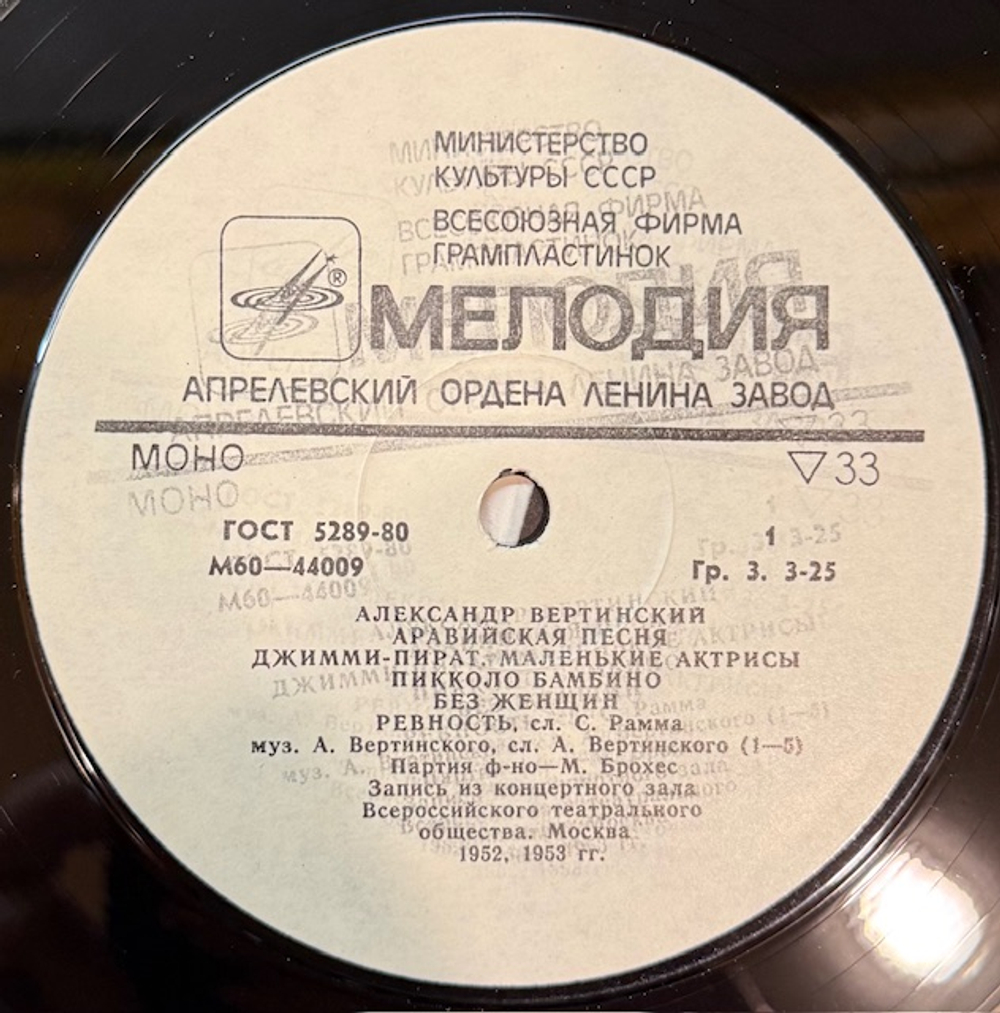 МИНИСТЕРСТВО
КУЛЬТУРЫ СССР
ВСЕСОЮЗНАЯ ФИРМА
ГРАМПЛАСТИНОК
®
МЕЛОДИЯ
АПРЕЛЕВСКИЙ ОРДЕНА ЛЕНИНА ЗАВОД
МОНО ▽33
МОНО
ГОСТ 5289-80 1
М60—44009 Гр. 3. 3-25
М60—44009
АЛЕКСАНДР ВЕРТИНСКИЙ
АРАВИЙСКАЯ ПЕСНЯ
ДЖИММИ-ПИРАТ. МАЛЕНЬКИЕ АКТРИСЫ
ПИККОЛО БАМБИНО
БЕЗ ЖЕНЩИН
РЕВНОСТЬ, сл. С. Рамма
муз. А. Вертинского, сл. А. Вертинского (1—5)
Партия ф-но—М. Брохес
Запись из концертного зала
Всероссийского театрального
общества. Москва
1952, 1953 гг.